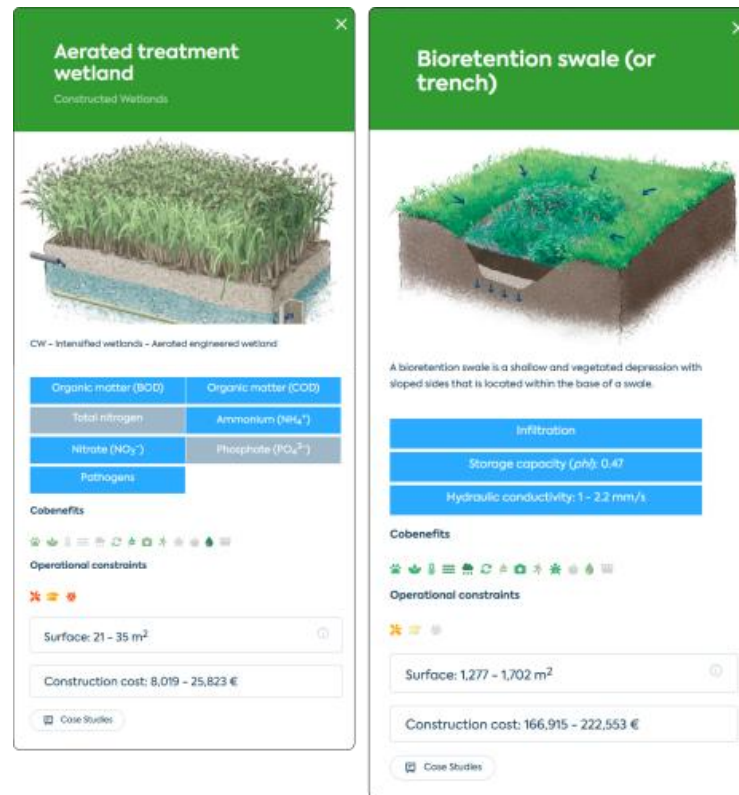 Aerated treatment
wetland
Constructed Wetlands
CW - Intensified wetlands - Aerated engineered wetland
Organic matter (BOD)
Organic matter (COD)
Total nitrogen
Ammonium (NH₄⁺)
Nitrate (NO₃⁻)
Phosphate (PO₄³⁻)
Pathogens
Cobenefits
Operational constraints
Surface: 21 - 35 m²
Construction cost: 8,019 - 25,823 €
Case Studies
Bioretention swale (or
trench)
A bioretention swale is a shallow and vegetated depression with
sloped sides that is located within the base of a swale.
Infiltration
Storage capacity (phi): 0.47
Hydraulic conductivity: 1 - 2.2 mm/s
Cobenefits
Operational constraints
Surface: 1,277 - 1,702 m²
Construction cost: 166,915 - 222,553 €
Case Studies